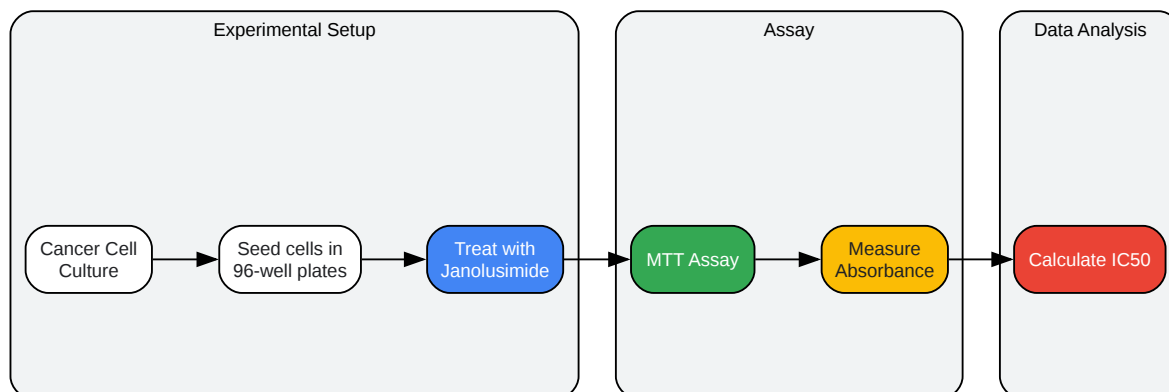 Experimental Setup
Assay
Data Analysis
Cancer Cell
Culture
Seed cells in
96-well plates
Treat with
Janolusimide
MTT Assay
Measure
Absorbance
Calculate IC50